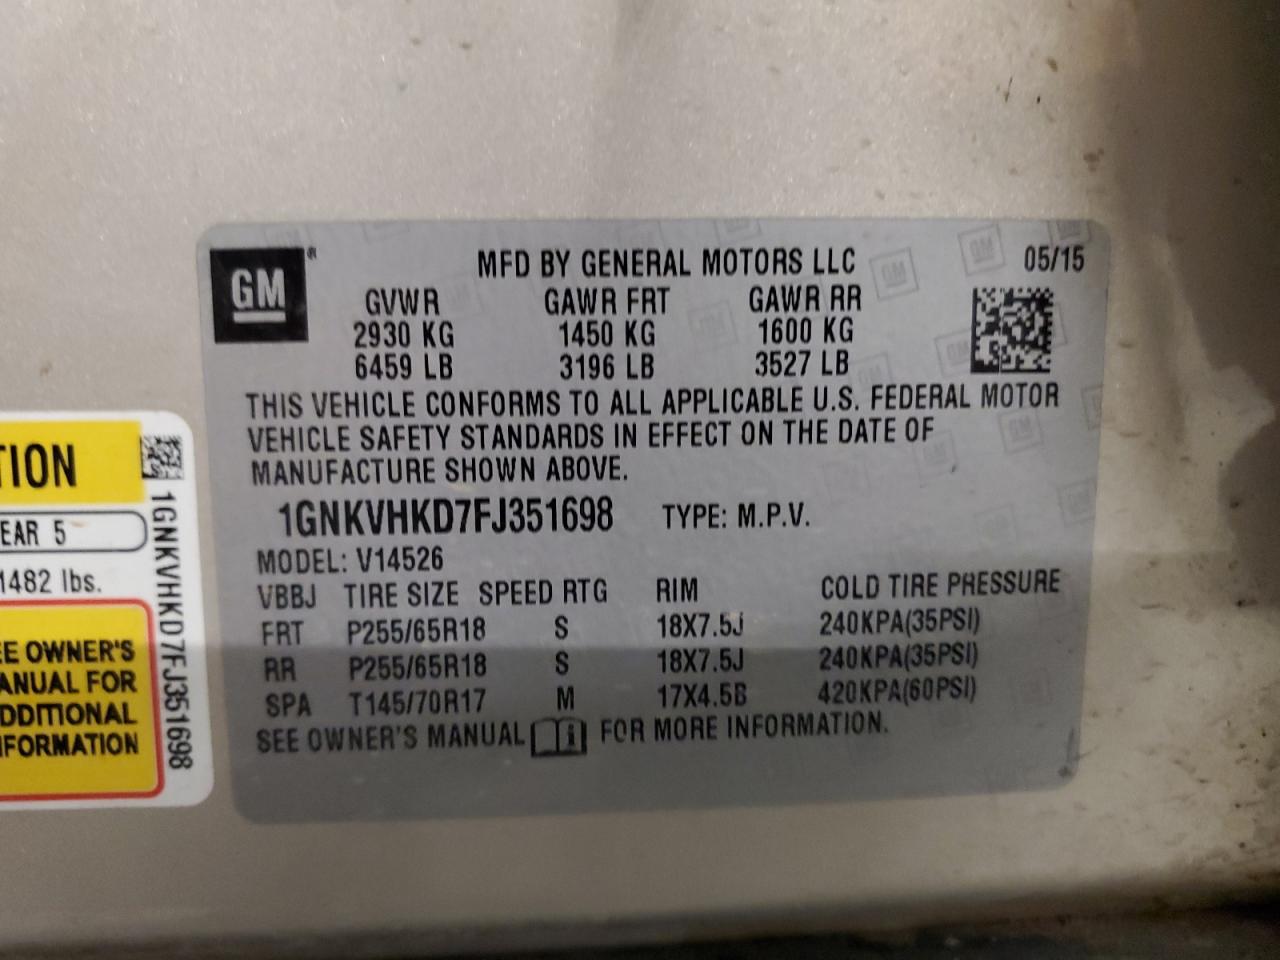 GM®
MFD BY GENERAL MOTORS LLC 05/15
GVWR GAWR FRT GAWR RR
2930 KG 1450 KG 1600 KG
6459 LB 3196 LB 3527 LB
THIS VEHICLE CONFORMS TO ALL APPLICABLE U.S. FEDERAL MOTOR
VEHICLE SAFETY STANDARDS IN EFFECT ON THE DATE OF
MANUFACTURE SHOWN ABOVE.
1GNKVHKD7FJ351698 TYPE: M.P.V.
MODEL: V14526
VBBJ TIRE SIZE SPEED RTG RIM COLD TIRE PRESSURE
FRT P255/65R18 S 18X7.5J 240KPA(35PSI)
RR P255/65R18 S 18X7.5J 240KPA(35PSI)
SPA T145/70R17 M 17X4.5B 420KPA(60PSI)
SEE OWNER'S MANUAL FOR MORE INFORMATION.
TION
EAR 5
1482 lbs.
EE OWNER'S
ANUAL FOR
DDITIONAL
NFORMATION
1GNKVHKD7FJ351698